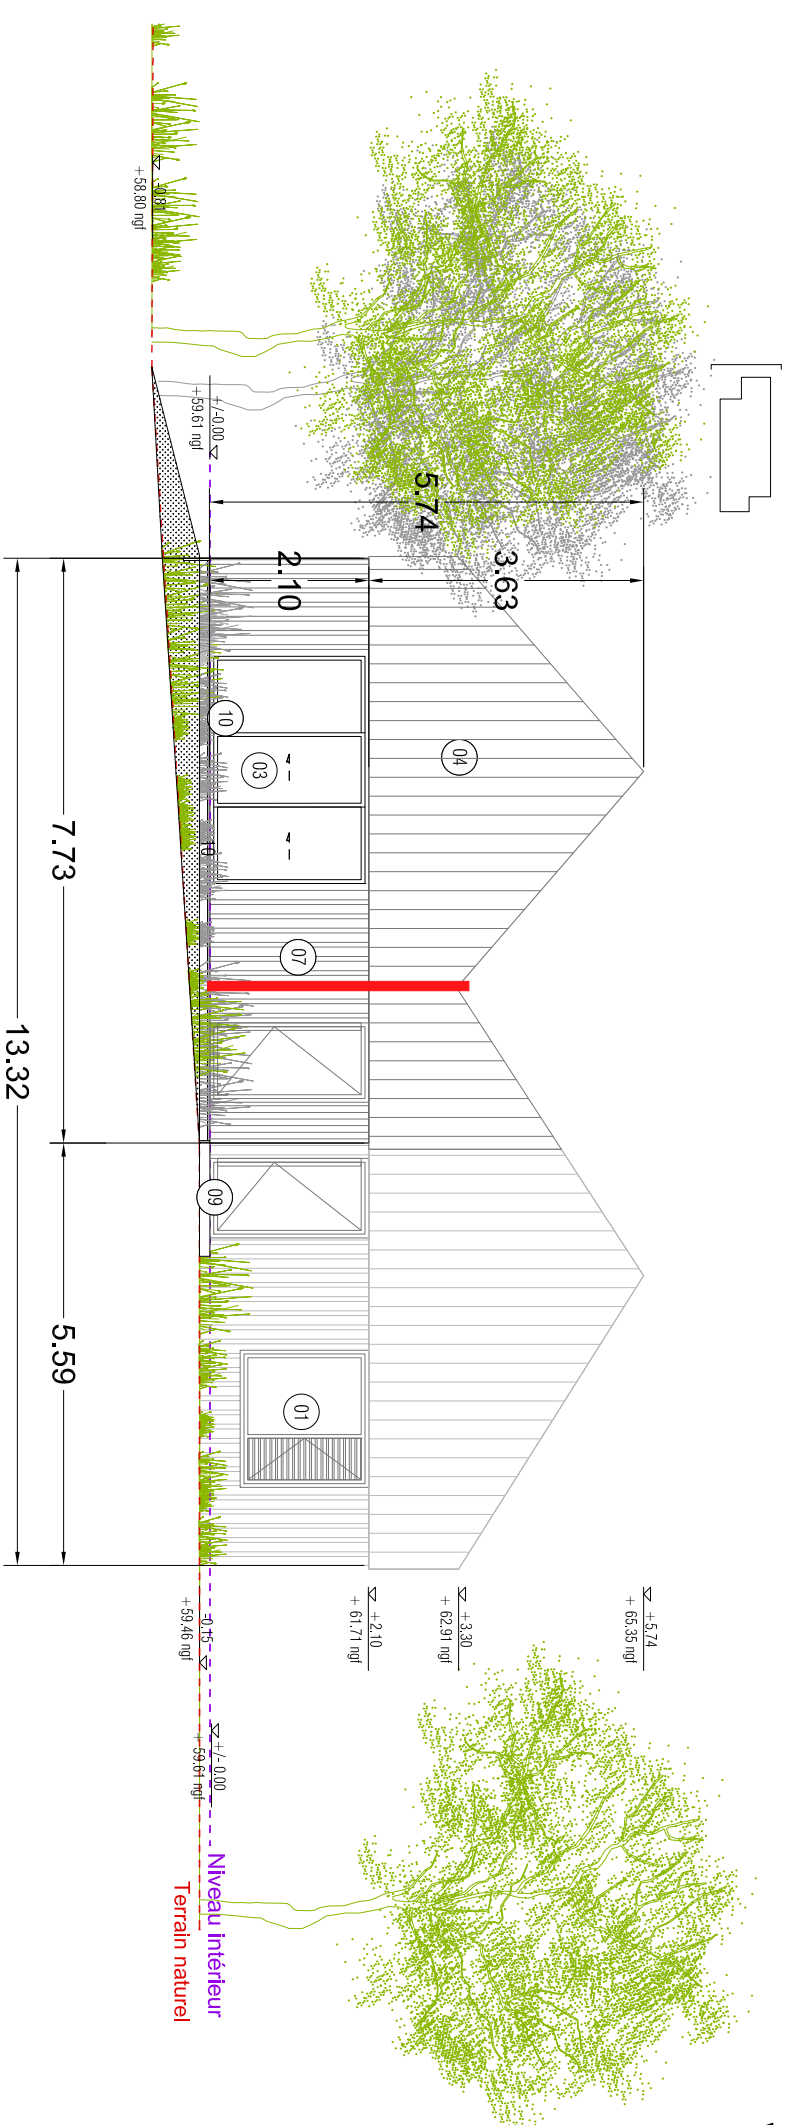 -0.81
+ 58.80 ngf
+ /-0.00
+ 59.61 ngf
5.74
3.63
2.10
04
10
03
10
07
09
01
7.73
5.59
13.32
+5.74
+ 65.35 ngf
+ 3.30
+ 62.91 ngf
+ 2.10
+ 61.71 ngf
-0.15
+ 59.46 ngf
+/- 0.00
+ 59.61 ngf
Niveau intérieur
Terrain naturel